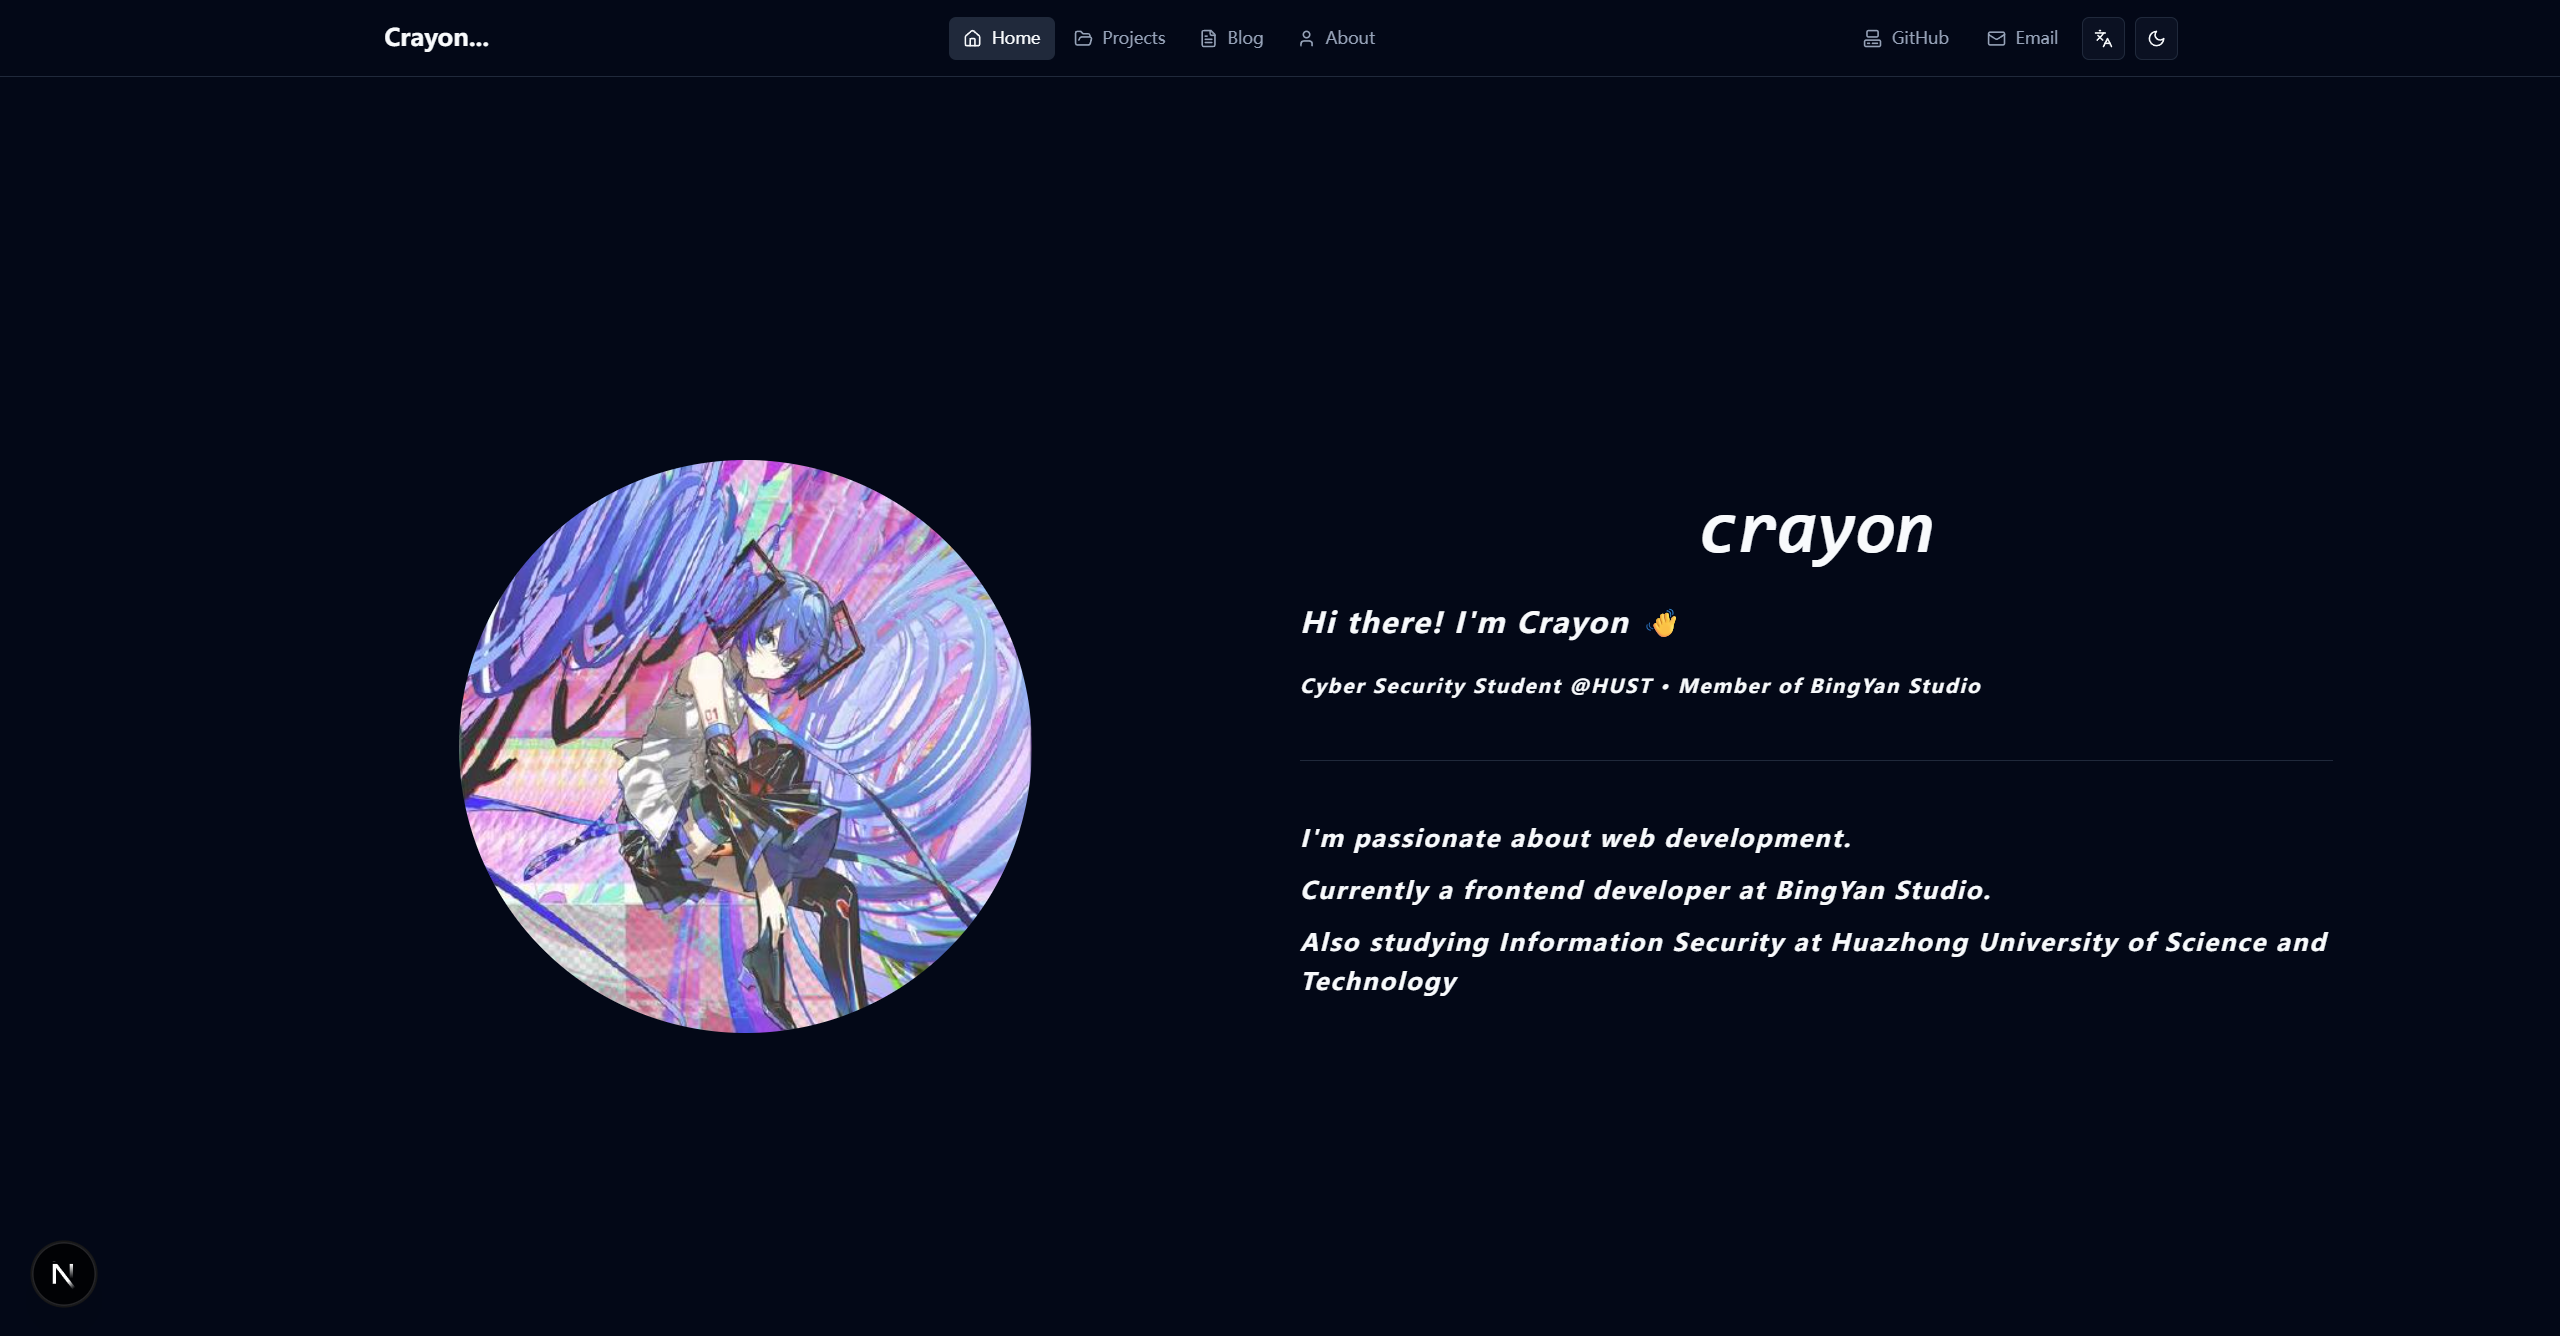 Crayon...
Home
Projects
Blog
About
GitHub
Email
crayon
Hi there! I'm Crayon 👋
Cyber Security Student @HUST • Member of BingYan Studio
01
I'm passionate about web development.
Currently a frontend developer at BingYan Studio.
Also studying Information Security at Huazhong University of Science and
Technology
N